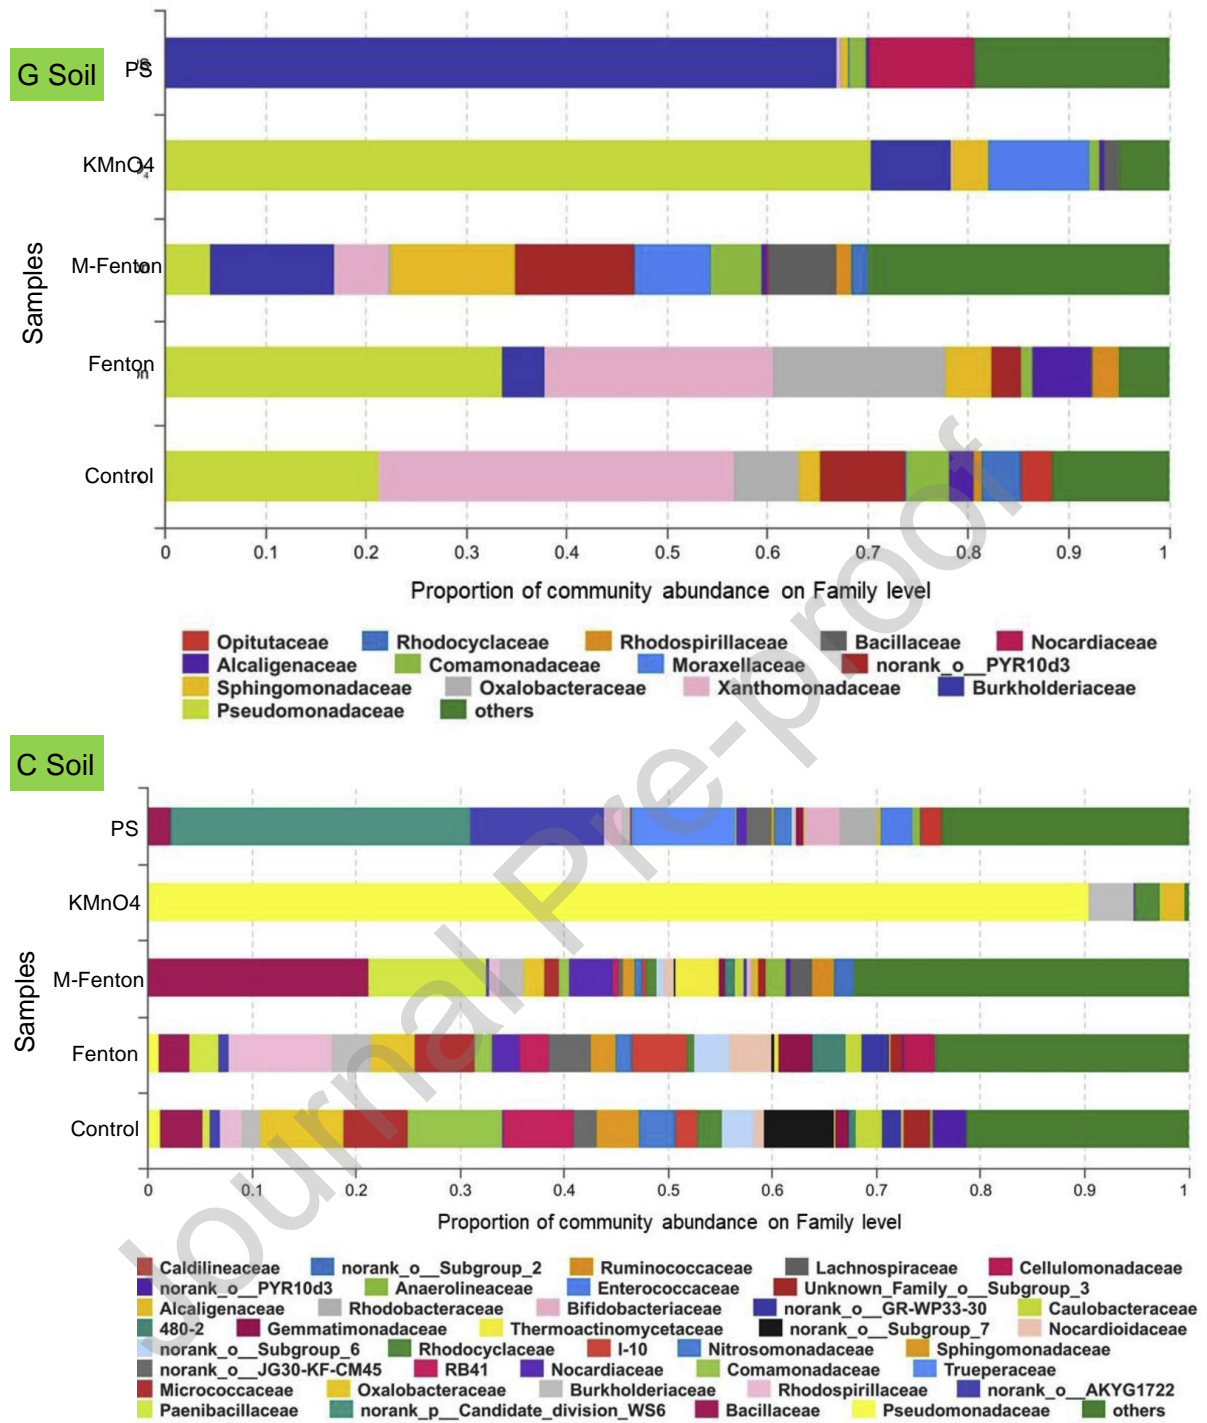 G Soil
PS
KMnO4
M-Fenton
Fenton
Control
Samples
0 0.1 0.2 0.3 0.4 0.5 0.6 0.7 0.8 0.9 1
Proportion of community abundance on Family level
Opitutaceae Rhodocyclaceae Rhodospirillaceae Bacillaceae Nocardiaceae
Alcaligenaceae Comamonadaceae Moraxellaceae norank_o__PYR10d3
Sphingomonadaceae Oxalobacteraceae Xanthomonadaceae Burkholderiaceae
Pseudomonadaceae others
C Soil
PS
KMnO4
M-Fenton
Fenton
Control
Samples
0 0.1 0.2 0.3 0.4 0.5 0.6 0.7 0.8 0.9 1
Proportion of community abundance on Family level
Caldilineaceae norank_o__Subgroup_2 Ruminococcaceae Lachnospiraceae Cellulomonadaceae
norank_o__PYR10d3 Anaerolineaceae Enterococcaceae Unknown_Family_o__Subgroup_3
Alcaligenaceae Rhodobacteraceae Bifidobacteriaceae norank_o__GR-WP33-30 Caulobacteraceae
480-2 Gemmatimonadaceae Thermoactinomycetaceae norank_o__Subgroup_7 Nocardioidaceae
norank_o__Subgroup_6 Rhodocyclaceae I-10 Nitrosomonadaceae Sphingomonadaceae
norank_o__JG30-KF-CM45 RB41 Nocardiaceae Comamonadaceae Trueperaceae
Micrococcaceae Oxalobacteraceae Burkholderiaceae Rhodospirillaceae norank_o__AKYG1722
Paenibacillaceae norank_p__Candidate_division_WS6 Bacillaceae Pseudomonadaceae others
Journal Pre-proof